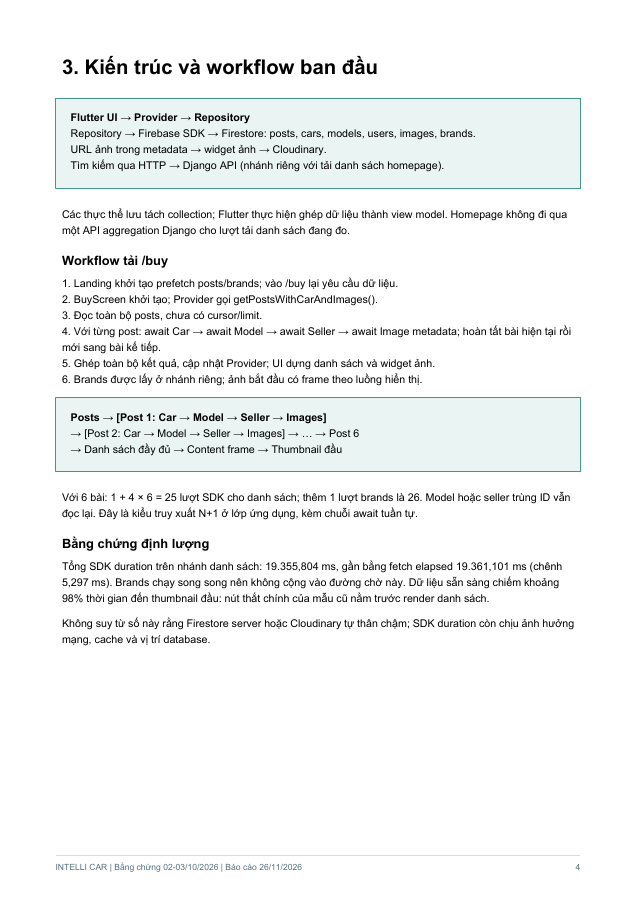 3. Kiến trúc và workflow ban đầu
Flutter UI → Provider → Repository
Repository → Firebase SDK → Firestore: posts, cars, models, users, images, brands.
URL ảnh trong metadata → widget ảnh → Cloudinary.
Tìm kiếm qua HTTP → Django API (nhánh riêng với tải danh sách homepage).
Các thực thể lưu tách collection; Flutter thực hiện ghép dữ liệu thành view model. Homepage không đi qua
một API aggregation Django cho lượt tải danh sách đang đo.
Workflow tải /buy
1. Landing khởi tạo prefetch posts/brands; vào /buy lại yêu cầu dữ liệu.
2. BuyScreen khởi tạo; Provider gọi getPostsWithCarAndImages().
3. Đọc toàn bộ posts, chưa có cursor/limit.
4. Với từng post: await Car → await Model → await Seller → await Image metadata; hoàn tất bài hiện tại rồi
mới sang bài kế tiếp.
5. Ghép toàn bộ kết quả, cập nhật Provider; UI dựng danh sách và widget ảnh.
6. Brands được lấy ở nhánh riêng; ảnh bắt đầu có frame theo luồng hiển thị.
Posts → [Post 1: Car → Model → Seller → Images]
→ [Post 2: Car → Model → Seller → Images] → … → Post 6
→ Danh sách đầy đủ → Content frame → Thumbnail đầu
Với 6 bài: 1 + 4 × 6 = 25 lượt SDK cho danh sách; thêm 1 lượt brands là 26. Model hoặc seller trùng ID vẫn
đọc lại. Đây là kiểu truy xuất N+1 ở lớp ứng dụng, kèm chuỗi await tuần tự.
Bằng chứng định lượng
Tổng SDK duration trên nhánh danh sách: 19.355,804 ms, gần bằng fetch elapsed 19.361,101 ms (chênh
5,297 ms). Brands chạy song song nên không cộng vào đường chờ này. Dữ liệu sẵn sàng chiếm khoảng
98% thời gian đến thumbnail đầu: nút thắt chính của mẫu cũ nằm trước render danh sách.
Không suy từ số này rằng Firestore server hoặc Cloudinary tự thân chậm; SDK duration còn chịu ảnh hưởng
mạng, cache và vị trí database.
INTELLI CAR | Bằng chứng 02-03/10/2026 | Báo cáo 26/11/2026
4